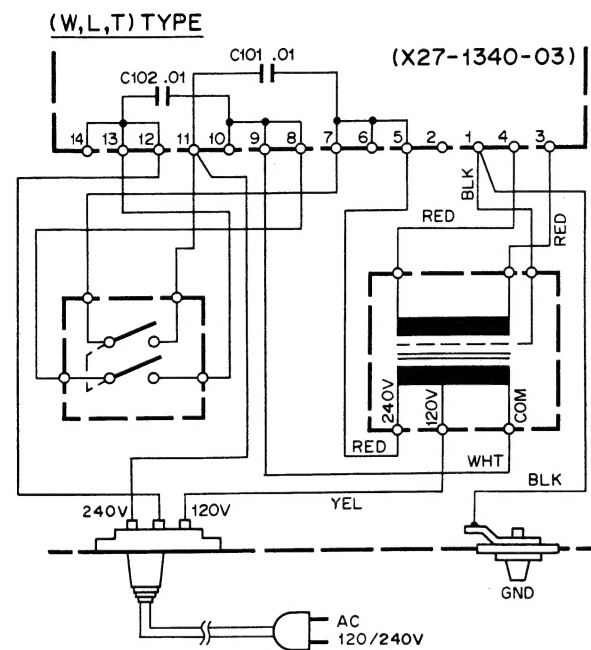 (W,L,T) TYPE
(X27-1340-03)
C102 .01
C101 .01
14 13 12 11 10 9 8 7 6 5 2 1 4 3
BLK
RED
RED
240V
120V
COM
RED
WHT
YEL
BLK
240V
120V
GND
AC
120/240V